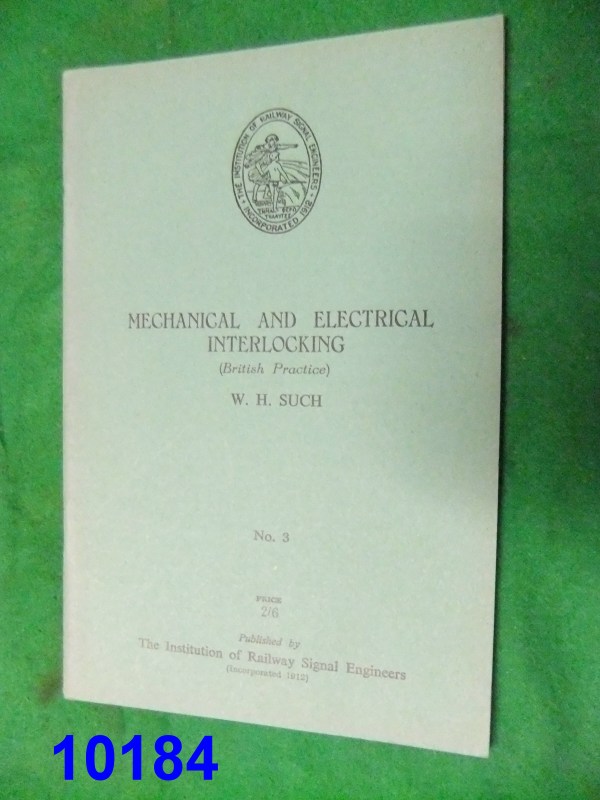 THE INSTITUTION OF RAILWAY SIGNAL ENGINEERS
INCORPORATED 1912
MECHANICAL AND ELECTRICAL
INTERLOCKING
(British Practice)
W. H. SUCH
No. 3
PRICE
2/6
Published by
The Institution of Railway Signal Engineers
(Incorporated 1912)
10184